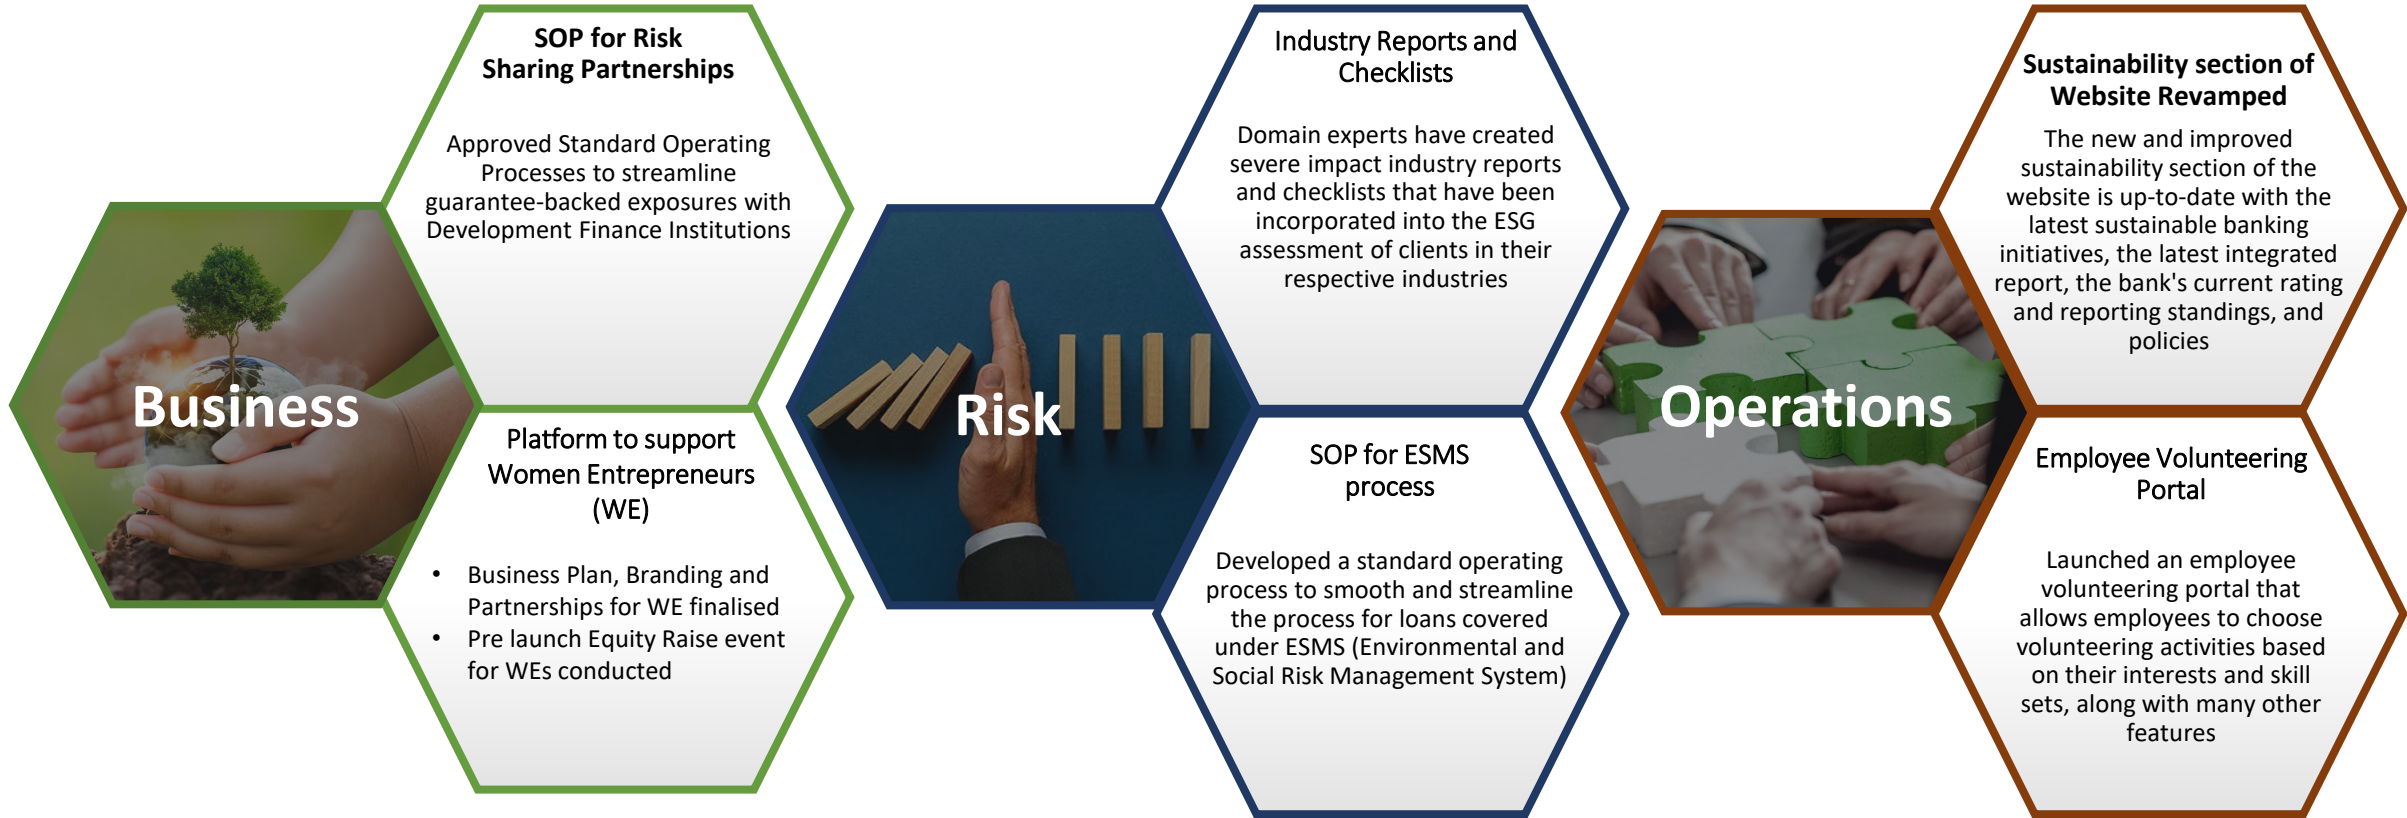 Business
SOP for Risk
Sharing Partnerships
Approved Standard Operating
Processes to streamline
guarantee-backed exposures with
Development Finance Institutions
Platform to support
Women Entrepreneurs
(WE)
• Business Plan, Branding and
Partnerships for WE finalised
• Pre launch Equity Raise event
for WEs conducted
Risk
Industry Reports and
Checklists
Domain experts have created
severe impact industry reports
and checklists that have been
incorporated into the ESG
assessment of clients in their
respective industries
SOP for ESMS
process
Developed a standard operating
process to smooth and streamline
the process for loans covered
under ESMS (Environmental and
Social Risk Management System)
Operations
Sustainability section of
Website Revamped
The new and improved
sustainability section of the
website is up-to-date with the
latest sustainable banking
initiatives, the latest integrated
report, the bank's current rating
and reporting standings, and
policies
Employee Volunteering
Portal
Launched an employee
volunteering portal that
allows employees to choose
volunteering activities based
on their interests and skill
sets, along with many other
features